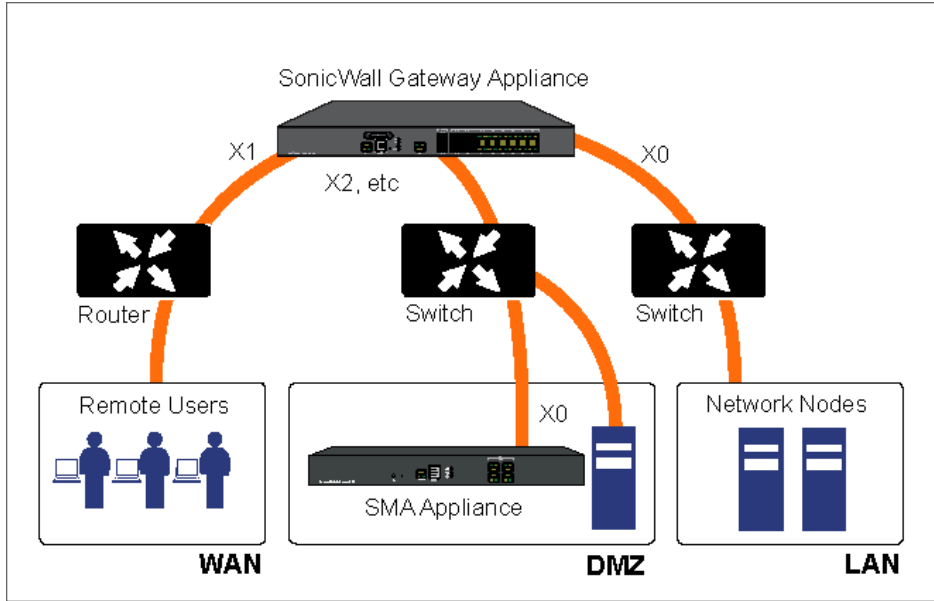 SonicWall Gateway Appliance
X1
X2, etc
X0
Router
Switch
Switch
Remote Users
X0
SMA Appliance
Network Nodes
WAN
DMZ
LAN